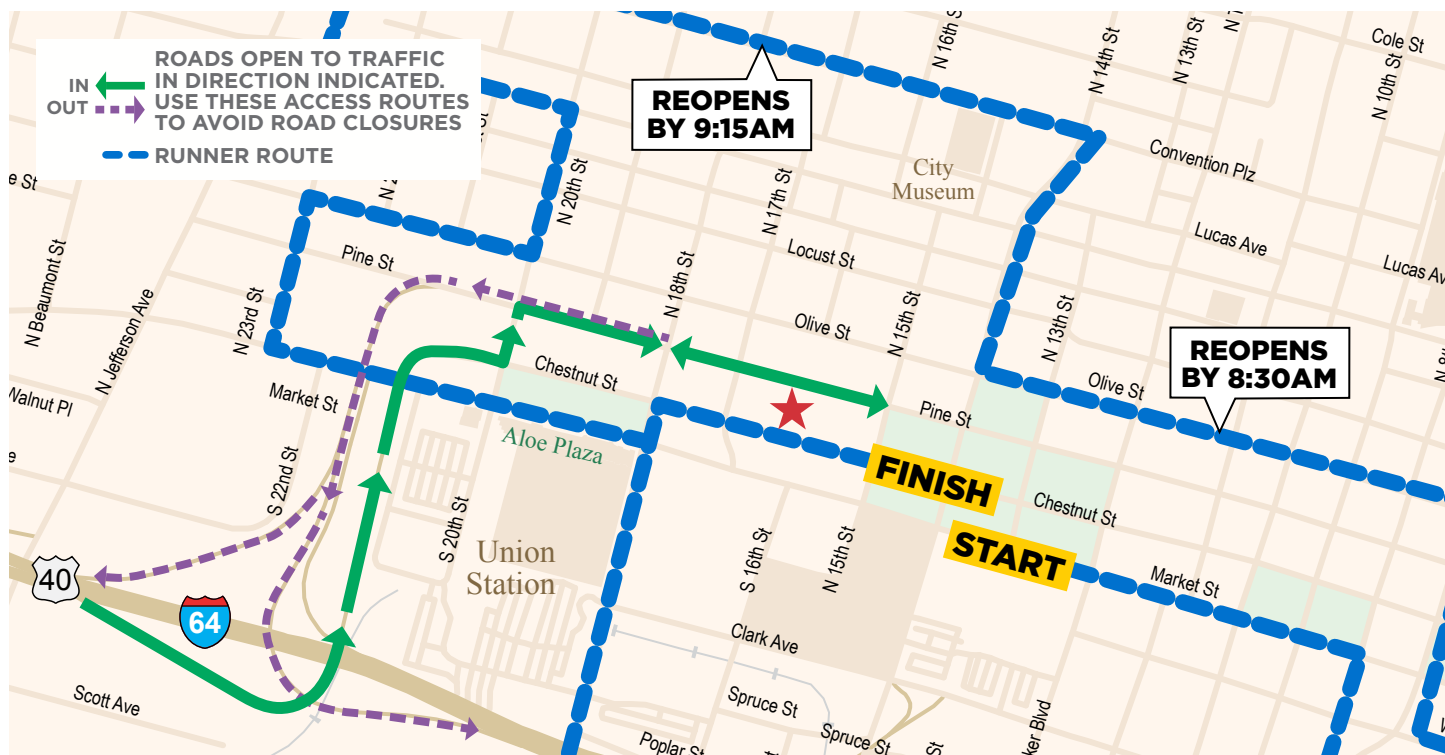 IN
OUT
ROADS OPEN TO TRAFFIC
IN DIRECTION INDICATED.
USE THESE ACCESS ROUTES
TO AVOID ROAD CLOSURES
RUNNER ROUTE
REOPENS
BY 9:15AM
N 16th St
N 14th St
N 13th St
Cole St
N 10th St
Convention Plz
City
Museum
N 20th St
N 17th St
Locust St
Lucas Ave
Pine St
N 18th St
N 15th St
Olive St
N 13th St
N Beaumont St
N Jefferson Ave
N 23rd St
Chestnut St
Market St
Walnut Pl
Aloe Plaza
Pine St
Olive St
REOPENS
BY 8:30AM
FINISH
START
Chestnut St
S 22nd St
S 20th St
Union
Station
S 16th St
N 15th St
Market St
40
64
Clark Ave
Scott Ave
Spruce St
Spruce St
Poplar St